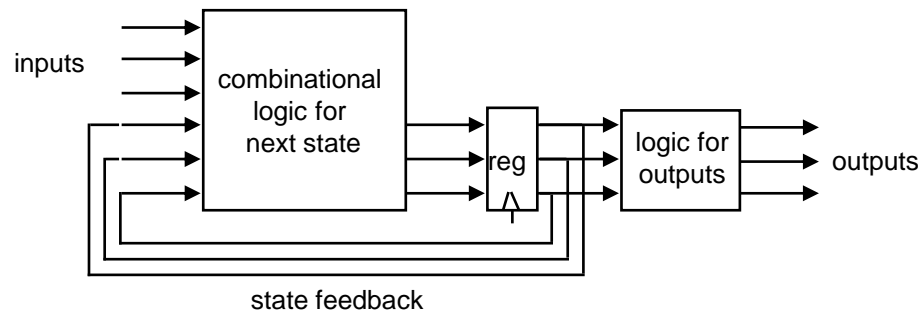 inputs
combinational
logic for
next state
reg
logic for
outputs
outputs
state feedback